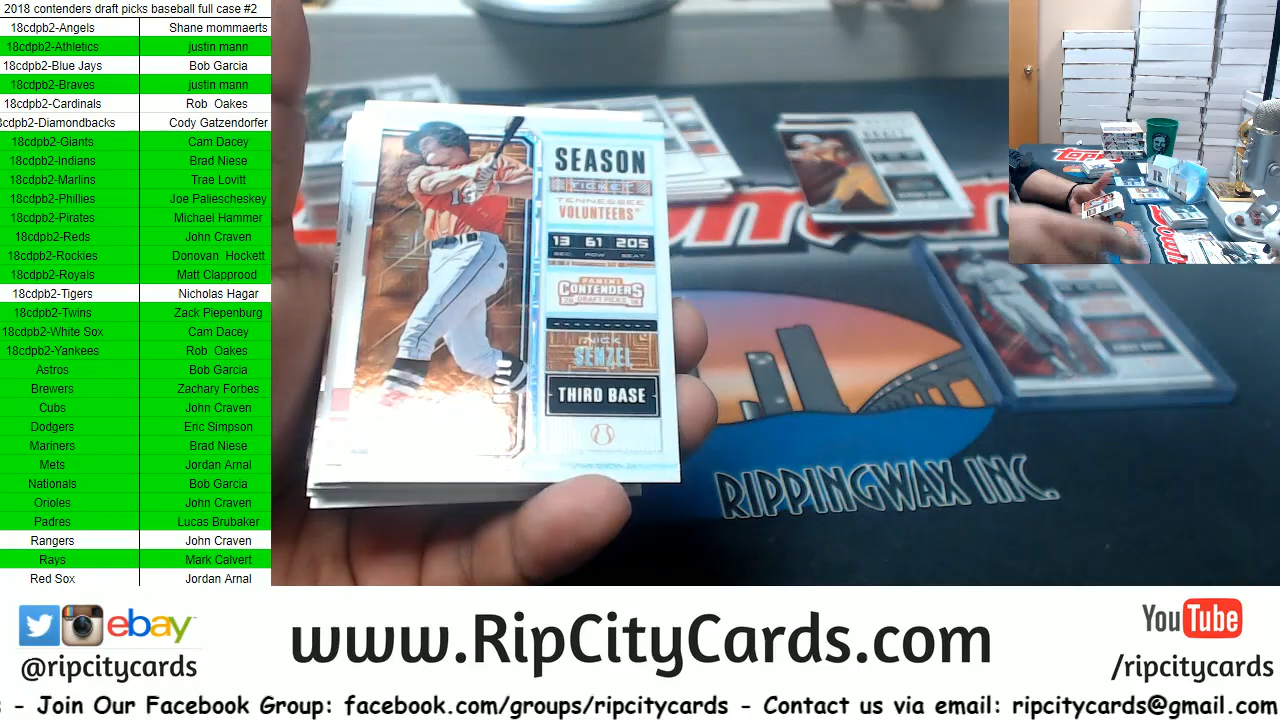 2018 contenders draft picks baseball full case #2
18cdpb2-Angels Shane mommaerts
18cdpb2-Athletics justin mann
18cdpb2-Blue Jays Bob Garcia
18cdpb2-Braves justin mann
18cdpb2-Cardinals Rob Oakes
8cdpb2-Diamondbacks Cody Gatzendorfer
18cdpb2-Giants Cam Dacey
18cdpb2-Indians Brad Niese
18cdpb2-Marlins Trae Lovitt
18cdpb2-Phillies Joe Paliescheskey
18cdpb2-Pirates Michael Hammer
18cdpb2-Reds John Craven
18cdpb2-Rockies Donovan Hockett
18cdpb2-Royals Matt Clapprood
18cdpb2-Tigers Nicholas Hagar
18cdpb2-Twins Zack Piepenburg
18cdpb2-White Sox Cam Dacey
18cdpb2-Yankees Rob Oakes
Astros Bob Garcia
Brewers Zachary Forbes
Cubs John Craven
Dodgers Eric Simpson
Mariners Brad Niese
Mets Jordan Arnal
Nationals Bob Garcia
Orioles John Craven
Padres Lucas Brubaker
Rangers John Craven
Rays Mark Calvert
Red Sox Jordan Arnal
SEASON
TICKET
TENNESSEE
VOLUNTEERS
13 61 205
SEC. ROW SEAT
PANINI
CONTENDERS
20 DRAFT PICKS 18
NICK
SENZEL
THIRD BASE
15
Topps
RIPPINGWAX INC.
ebay
@ripcitycards
www.RipCityCards.com
YouTube
/ripcitycards
- Join Our Facebook Group: facebook.com/groups/ripcitycards - Contact us via email: ripcitycards@gmail.com